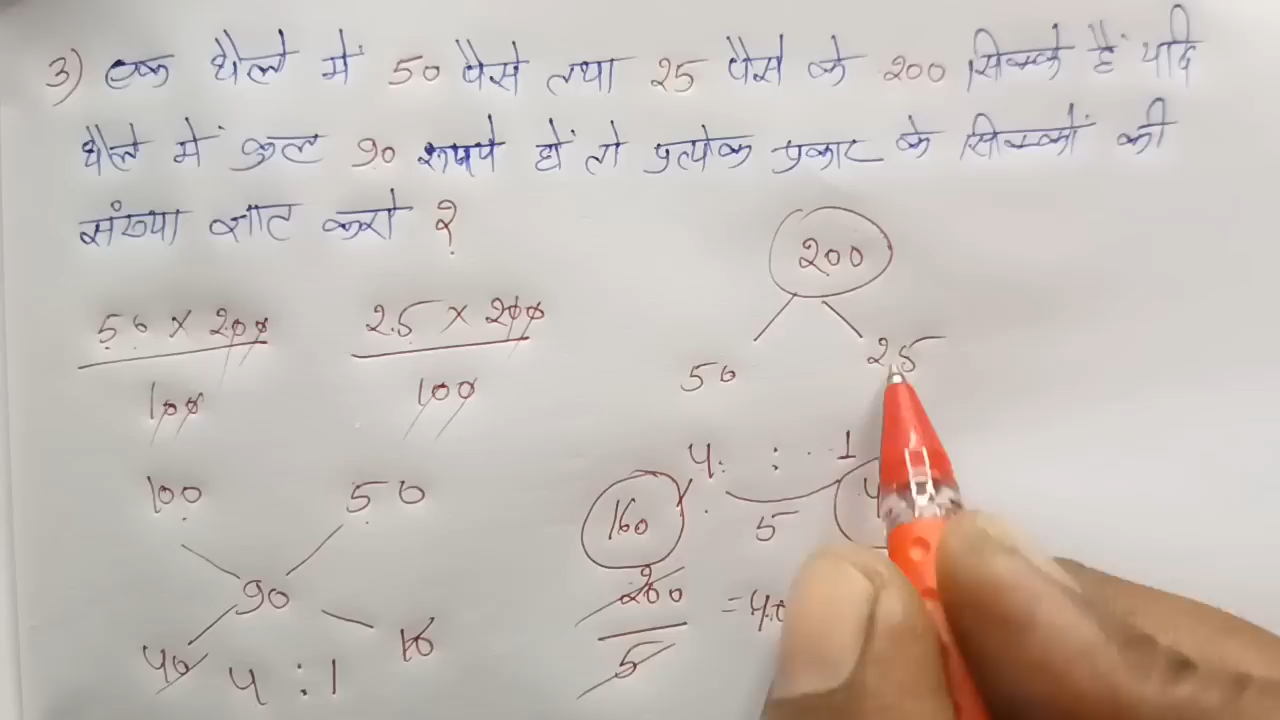 3) एक थैले में 50 पैसे तथा 25 पैसे के 200 सिक्के हैं यदि
थैले में कुल 90 रूपये हों तो प्रत्येक प्रकार के सिक्कों की
संख्या ज्ञात करो ?
200
50 25
50 × 200 25 × 200
100 100
100 50
90
40 10
4 : 1
4 : 1
5
160
200
5
= 40